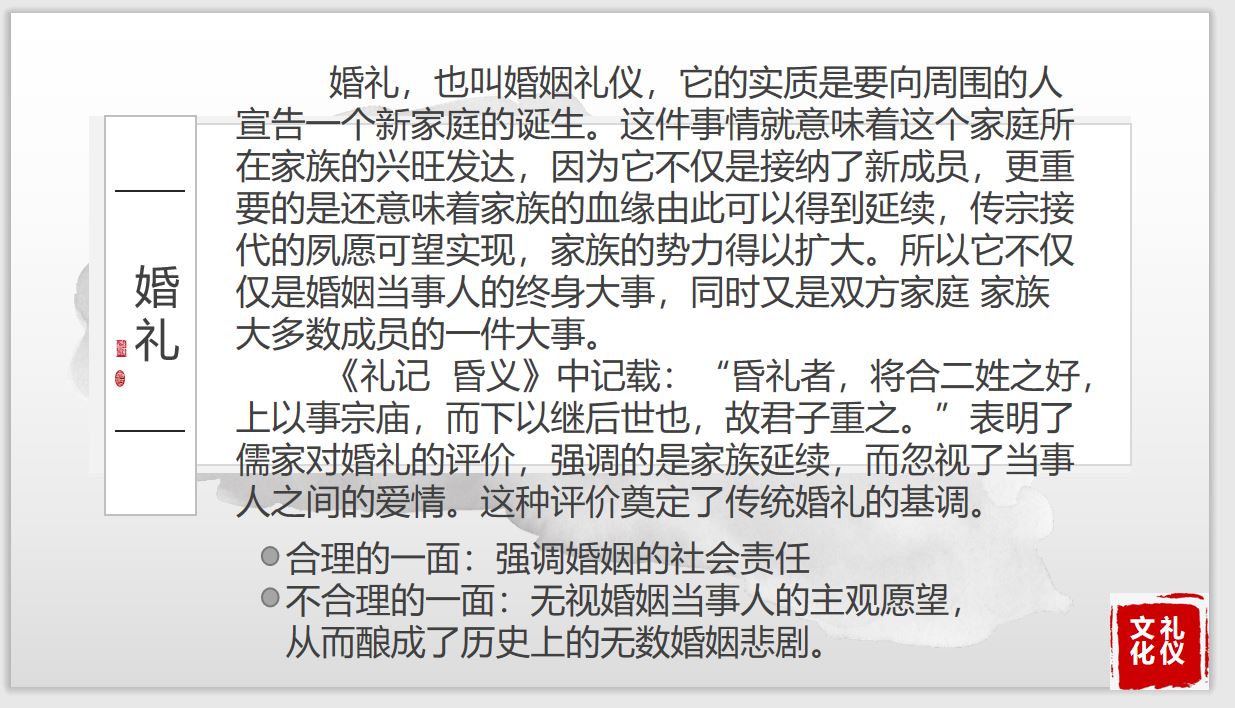 婚礼，也叫婚姻礼仪，它的实质是要向周围的人
宣告一个新家庭的诞生。这件事情就意味着这个家庭所
在家族的兴旺发达，因为它不仅是接纳了新成员，更重
要的是还意味着家族的血缘由此可以得到延续，传宗接
代的夙愿可望实现，家族的势力得以扩大。所以它不仅
仅是婚姻当事人的终身大事，同时又是双方家庭 家族
大多数成员的一件大事。
《礼记 昏义》中记载：“昏礼者，将合二姓之好，
上以事宗庙，而下以继后世也，故君子重之。”表明了
儒家对婚礼的评价，强调的是家族延续，而忽视了当事
人之间的爱情。这种评价奠定了传统婚礼的基调。
合理的一面：强调婚姻的社会责任
不合理的一面：无视婚姻当事人的主观愿望，
从而酿成了历史上的无数婚姻悲剧。
婚礼
礼仪
文化